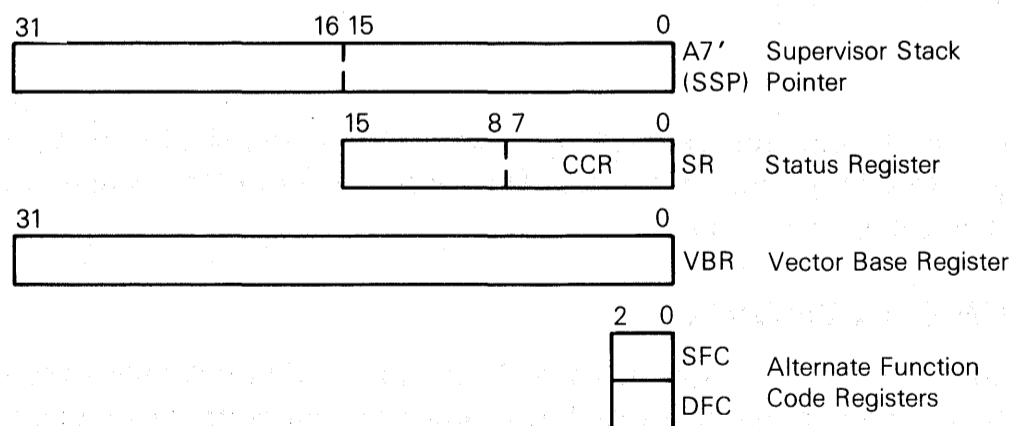 31 16 15 0
A7′ Supervisor Stack
(SSP) Pointer
15 8 7 0
CCR SR Status Register
31 0
VBR Vector Base Register
2 0
SFC Alternate Function
DFC Code Registers